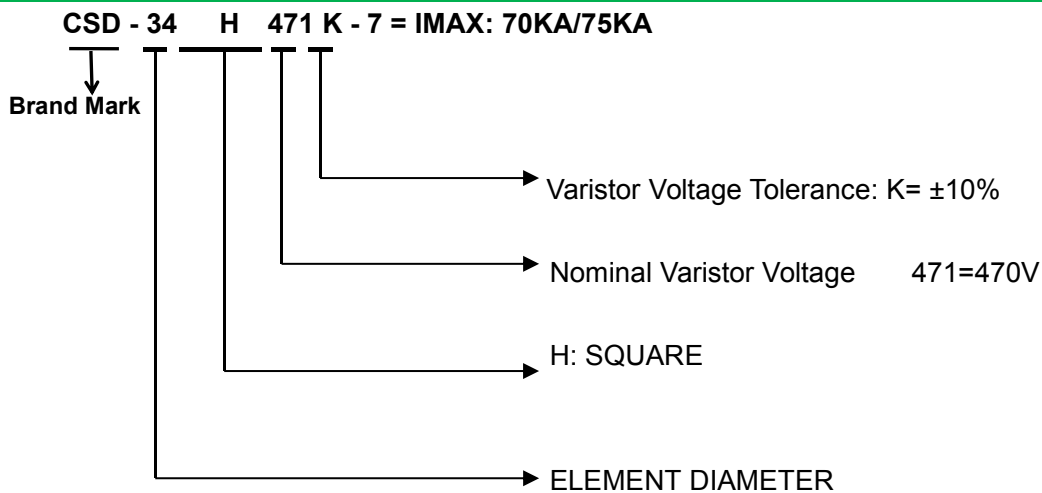 CSD - 34 H 471 K - 7 = IMAX: 70KA/75KA
Brand Mark
Varistor Voltage Tolerance: K= ±10%
Nominal Varistor Voltage 471=470V
H: SQUARE
ELEMENT DIAMETER